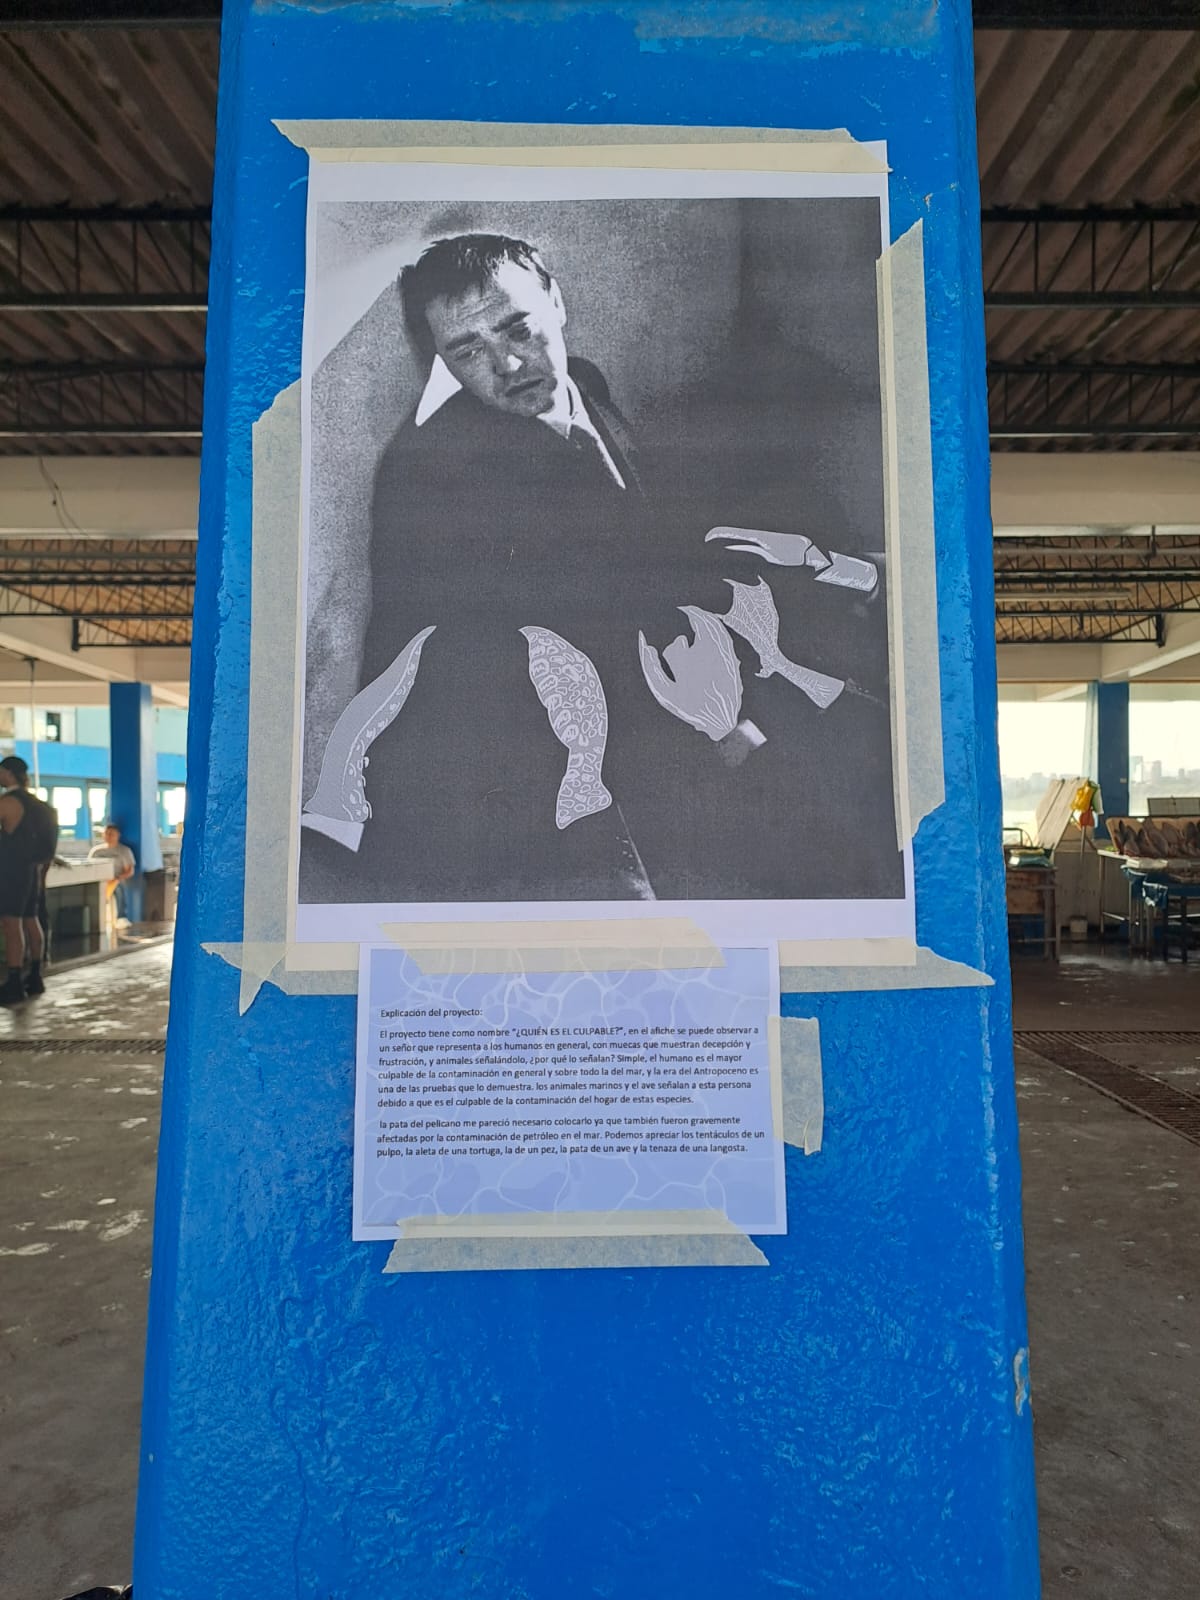 Explicación del proyecto:
El proyecto tiene como nombre "¿QUIÉN ES EL CULPABLE?", en el afiche se puede observar a
un señor que representa a los humanos en general, con muecas que muestran decepción y
frustración, y animales señalándolo, ¿por qué lo señalan? Simple, el humano es el mayor
culpable de la contaminación en general y sobre todo la del mar, y la era del Antropoceno es
una de las pruebas que lo demuestra. los animales marinos y el ave señalan a esta persona
debido a que es el culpable de la contaminación del hogar de estas especies.
la pata del pelicano me pareció necesario colocarlo ya que también fueron gravemente
afectadas por la contaminación de petróleo en el mar. Podemos apreciar los tentáculos de un
pulpo, la aleta de una tortuga, la de un pez, la pata de un ave y la tenaza de una langosta.